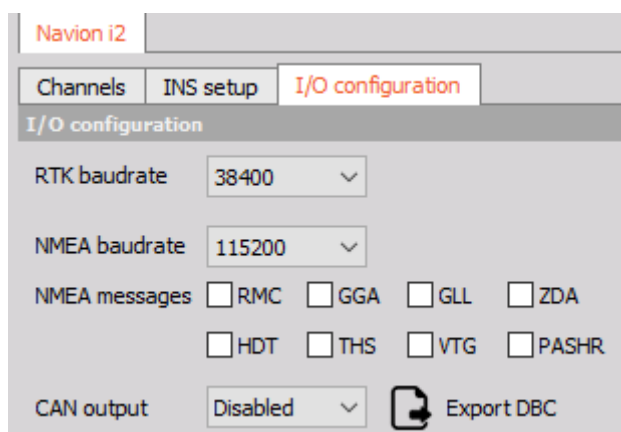 Navion i2
Channels INS setup I/O configuration
I/O configuration
RTK baudrate 38400
NMEA baudrate 115200
NMEA messages RMC GGA GLL ZDA
HDT THS VTG PASHR
CAN output Disabled Export DBC